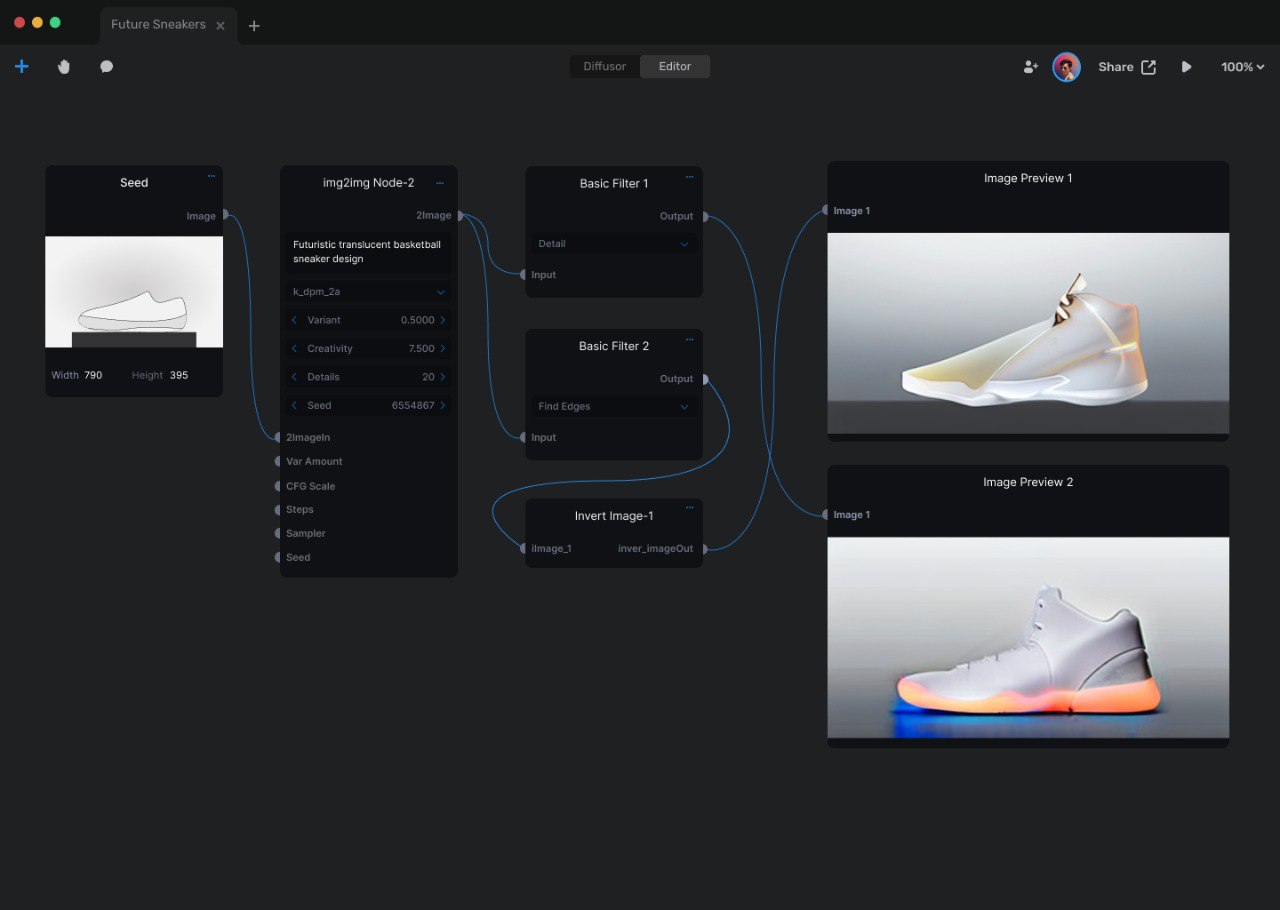 Future Sneakers
Diffusor
Editor
Share
100%
Seed
Image
Width 790 Height 395
img2img Node-2
2Image
Futuristic translucent basketball
sneaker design
k_dpm_2a
Variant 0.5000
Creativity 7.500
Details 20
Seed 6554867
2ImageIn
Var Amount
CFG Scale
Steps
Sampler
Seed
Basic Filter 1
Output
Detail
Input
Basic Filter 2
Output
Find Edges
Input
Invert Image-1
iImage_1 inver_imageOut
Image Preview 1
Image 1
Image Preview 2
Image 1